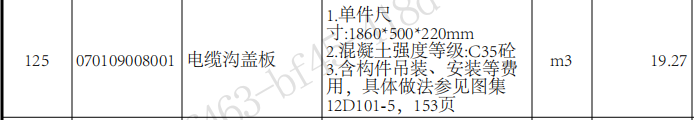 1.单件尺
寸:1860*500*220mm
2.混凝土强度等级:C35砼
125 070109008001 电缆沟盖板 3.含构件吊装、安装等费 m3 19.27
用，具体做法参见图集
12D101-5，153页